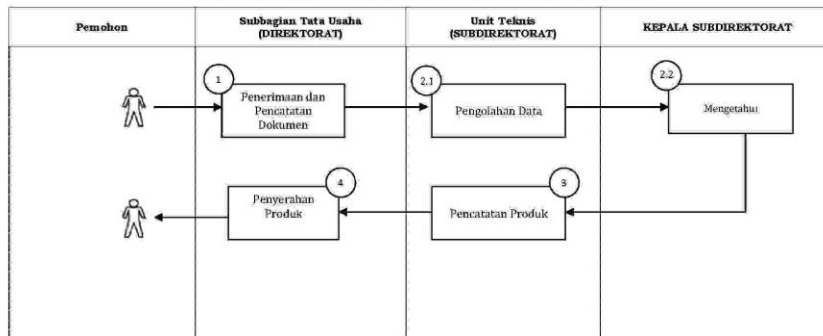 Pemohon
Subbagian Tata Usaha
(DIREKTORAT)
Unit Teknis
(SUBDIREKTORAT)
KEPALA SUBDIREKTORAT
1
Penerimaan dan
Pencatatan
Dokumen
2.1
Pengolahan Data
2.2
Mengetahui
4
Penyerahan
Produk
3
Pencatatan Produk